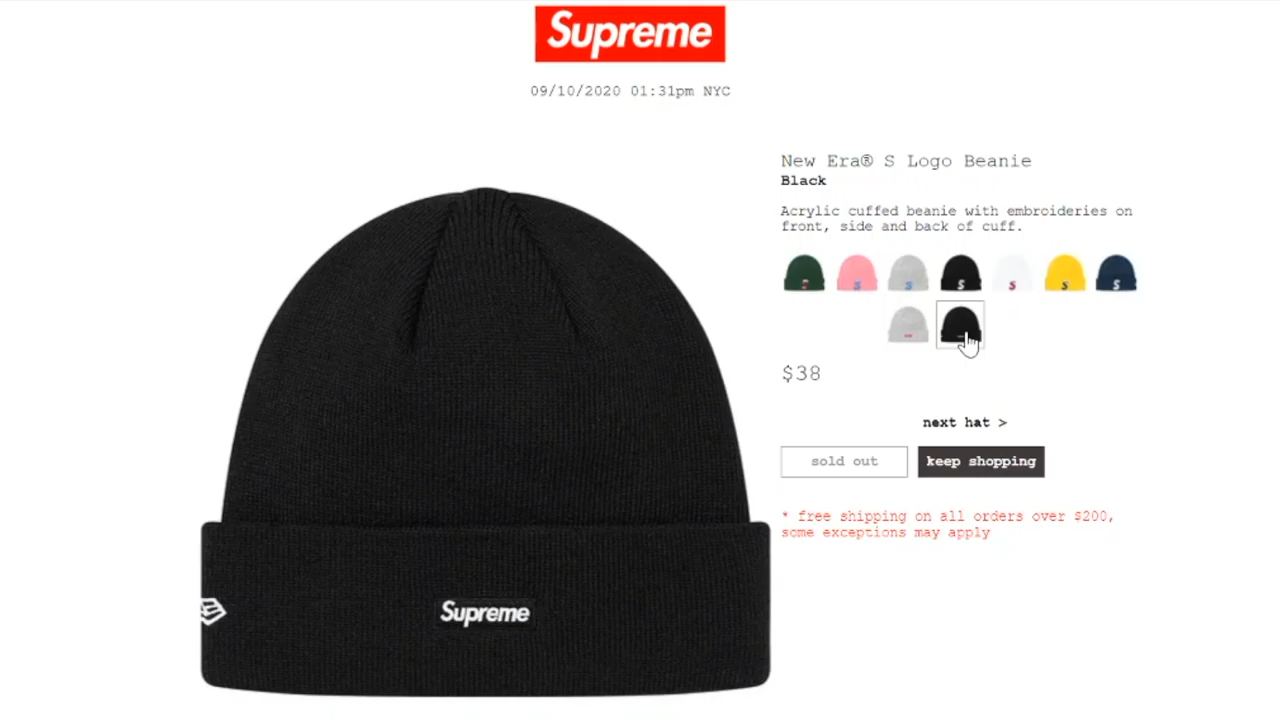 Supreme
09/10/2020 01:31pm NYC
New Era® S Logo Beanie
Black
Acrylic cuffed beanie with embroideries on
front, side and back of cuff.
$38
next hat >
sold out
keep shopping
* free shipping on all orders over $200,
some exceptions may apply
Supreme